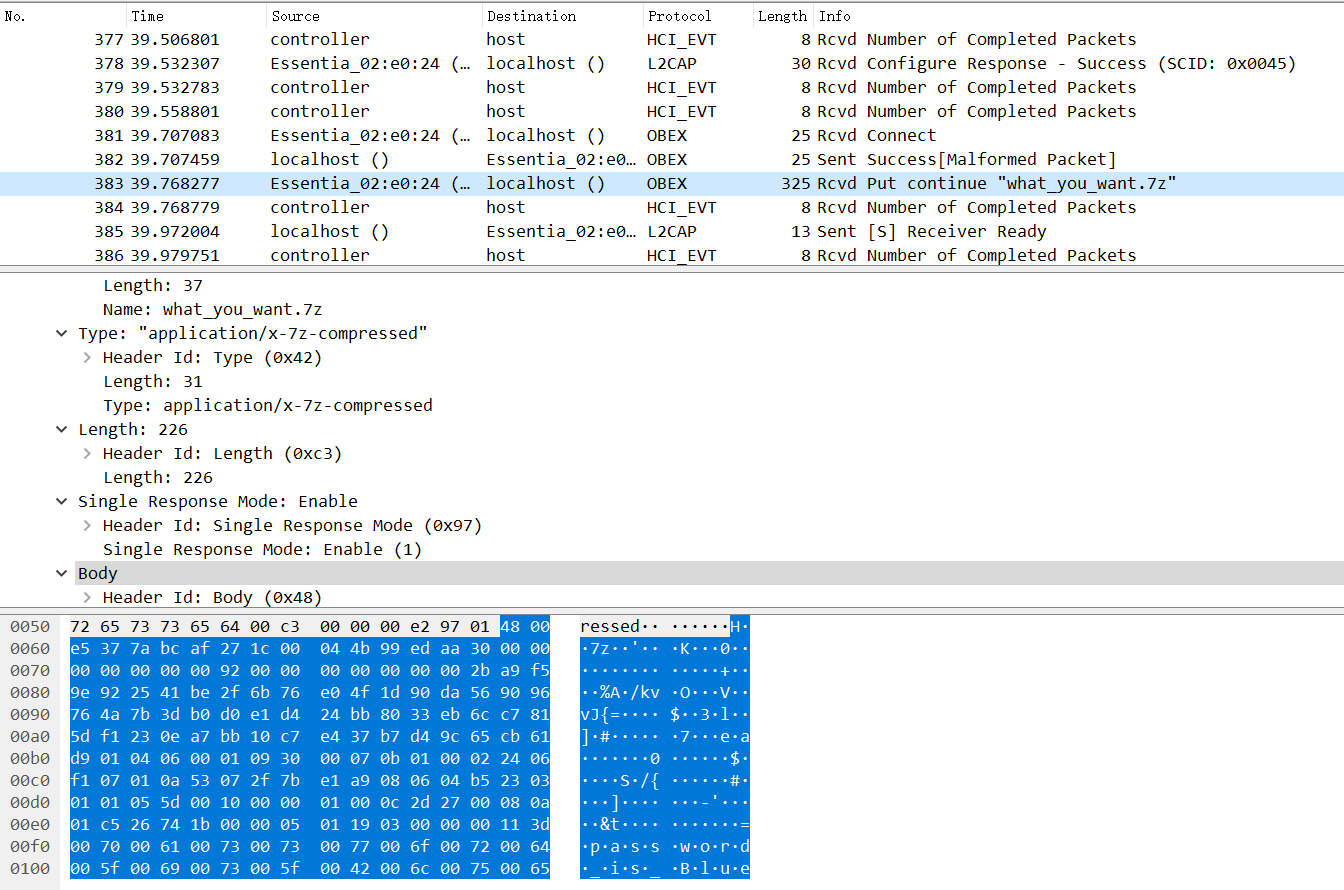 No. Time Source Destination Protocol Length Info
377 39.506801 controller host HCI_EVT 8 Rcvd Number of Completed Packets
378 39.532307 Essentia_02:e0:24 (… localhost () L2CAP 30 Rcvd Configure Response - Success (SCID: 0x0045)
379 39.532783 controller host HCI_EVT 8 Rcvd Number of Completed Packets
380 39.558801 controller host HCI_EVT 8 Rcvd Number of Completed Packets
381 39.707083 Essentia_02:e0:24 (… localhost () OBEX 25 Rcvd Connect
382 39.707459 localhost () Essentia_02:e0… OBEX 25 Sent Success[Malformed Packet]
383 39.768277 Essentia_02:e0:24 (… localhost () OBEX 325 Rcvd Put continue "what_you_want.7z"
384 39.768779 controller host HCI_EVT 8 Rcvd Number of Completed Packets
385 39.972004 localhost () Essentia_02:e0… L2CAP 13 Sent [S] Receiver Ready
386 39.979751 controller host HCI_EVT 8 Rcvd Number of Completed Packets
Length: 37
Name: what_you_want.7z
Type: "application/x-7z-compressed"
Header Id: Type (0x42)
Length: 31
Type: application/x-7z-compressed
Length: 226
Header Id: Length (0xc3)
Length: 226
Single Response Mode: Enable
Header Id: Single Response Mode (0x97)
Single Response Mode: Enable (1)
Body
Header Id: Body (0x48)
0050 72 65 73 73 65 64 00 c3 00 00 00 e2 97 01 48 00 ressed·· ······H·
0060 e5 37 7a bc af 27 1c 00 04 4b 99 ed aa 30 00 00 ·7z··'·· ·K···0··
0070 00 00 00 00 00 92 00 00 00 00 00 00 00 2b a9 f5 ········ ·····+··
0080 9e 92 25 41 be 2f 6b 76 e0 4f 1d 90 da 56 90 96 ··%A·/kv ·O···V··
0090 76 4a 7b 3d b0 d0 e1 d4 24 bb 80 33 eb 6c c7 81 vJ{=···· $··3·l··
00a0 5d f1 23 0e a7 bb 10 c7 e4 37 b7 d4 9c 65 cb 61 ]·#····· ·7···e·a
00b0 d9 01 04 06 00 01 09 30 00 07 0b 01 00 02 24 06 ·······0 ······$·
00c0 f1 07 01 0a 53 07 2f 7b e1 a9 08 06 04 b5 23 03 ····S·/{ ······#·
00d0 01 01 05 5d 00 10 00 00 01 00 0c 2d 27 00 08 0a ···]···· ···-'···
00e0 01 c5 26 74 1b 00 00 05 01 19 03 00 00 00 11 3d ··&t···· ·······=
00f0 00 70 00 61 00 73 00 73 00 77 00 6f 00 72 00 64 ·p·a·s·s ·w·o·r·d
0100 00 5f 00 69 00 73 00 5f 00 42 00 6c 00 75 00 65 ·_·i·s·_ ·B·l·u·e